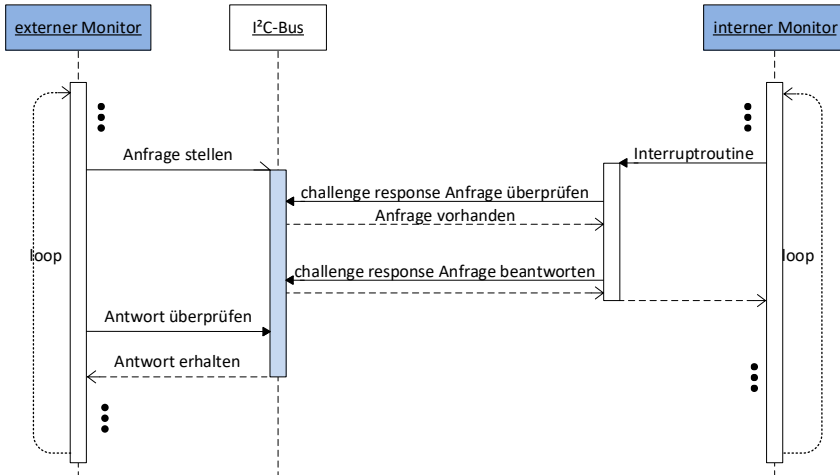 externer Monitor
I²C-Bus
interner Monitor
Anfrage stellen
Interruptroutine
challenge response Anfrage überprüfen
Anfrage vorhanden
loop
loop
challenge response Anfrage beantworten
Antwort überprüfen
Antwort erhalten